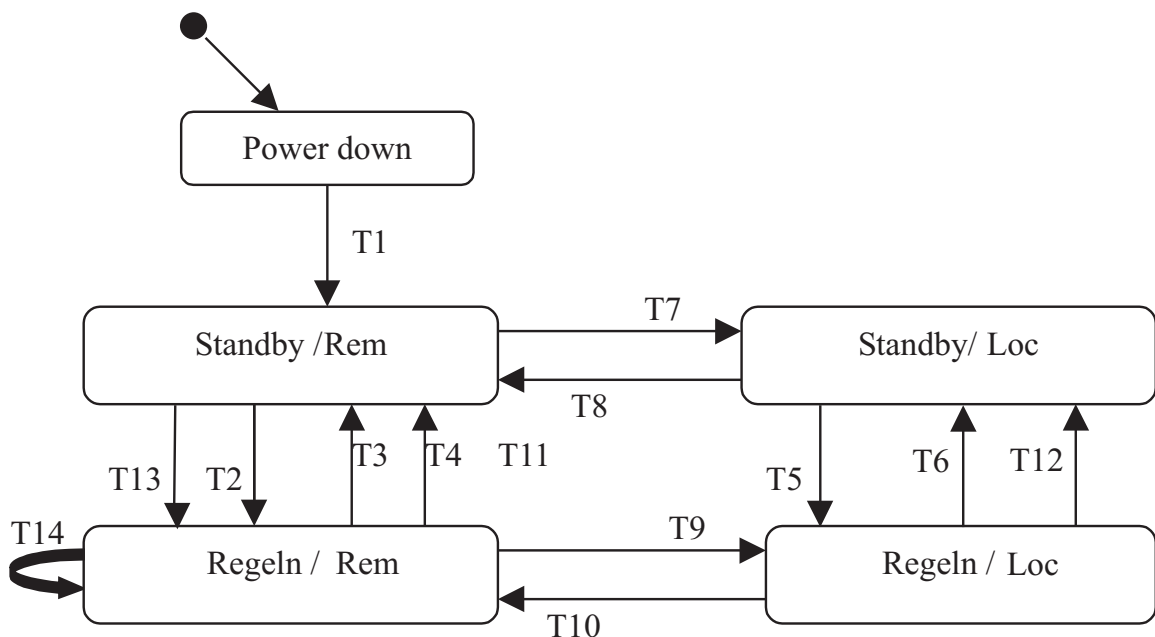 Power down
T1
Standby /Rem
T7
Standby/ Loc
T8
T13
T2
T3
T4
T11
T5
T6
T12
T14
Regeln / Rem
T9
Regeln / Loc
T10